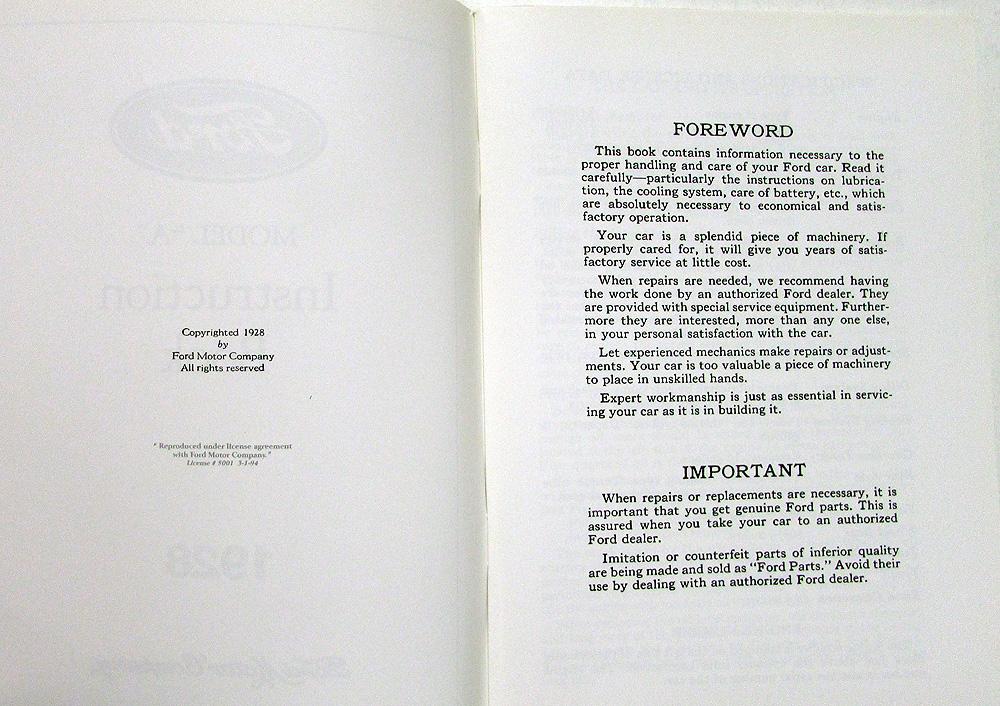 Copyrighted 1928
by
Ford Motor Company
All rights reserved
"Reproduced under license agreement
with Ford Motor Company."
License # 5001 3-1-94
FOREWORD
This book contains information necessary to the
proper handling and care of your Ford car. Read it
carefully—particularly the instructions on lubrica-
tion, the cooling system, care of battery, etc., which
are absolutely necessary to economical and satis-
factory operation.
Your car is a splendid piece of machinery. If
properly cared for, it will give you years of satis-
factory service at little cost.
When repairs are needed, we recommend having
the work done by an authorized Ford dealer. They
are provided with special service equipment. Further-
more they are interested, more than any one else,
in your personal satisfaction with the car.
Let experienced mechanics make repairs or adjust-
ments. Your car is too valuable a piece of machinery
to place in unskilled hands.
Expert workmanship is just as essential in servic-
ing your car as it is in building it.
IMPORTANT
When repairs or replacements are necessary, it is
important that you get genuine Ford parts. This is
assured when you take your car to an authorized
Ford dealer.
Imitation or counterfeit parts of inferior quality
are being made and sold as "Ford Parts." Avoid their
use by dealing with an authorized Ford dealer.